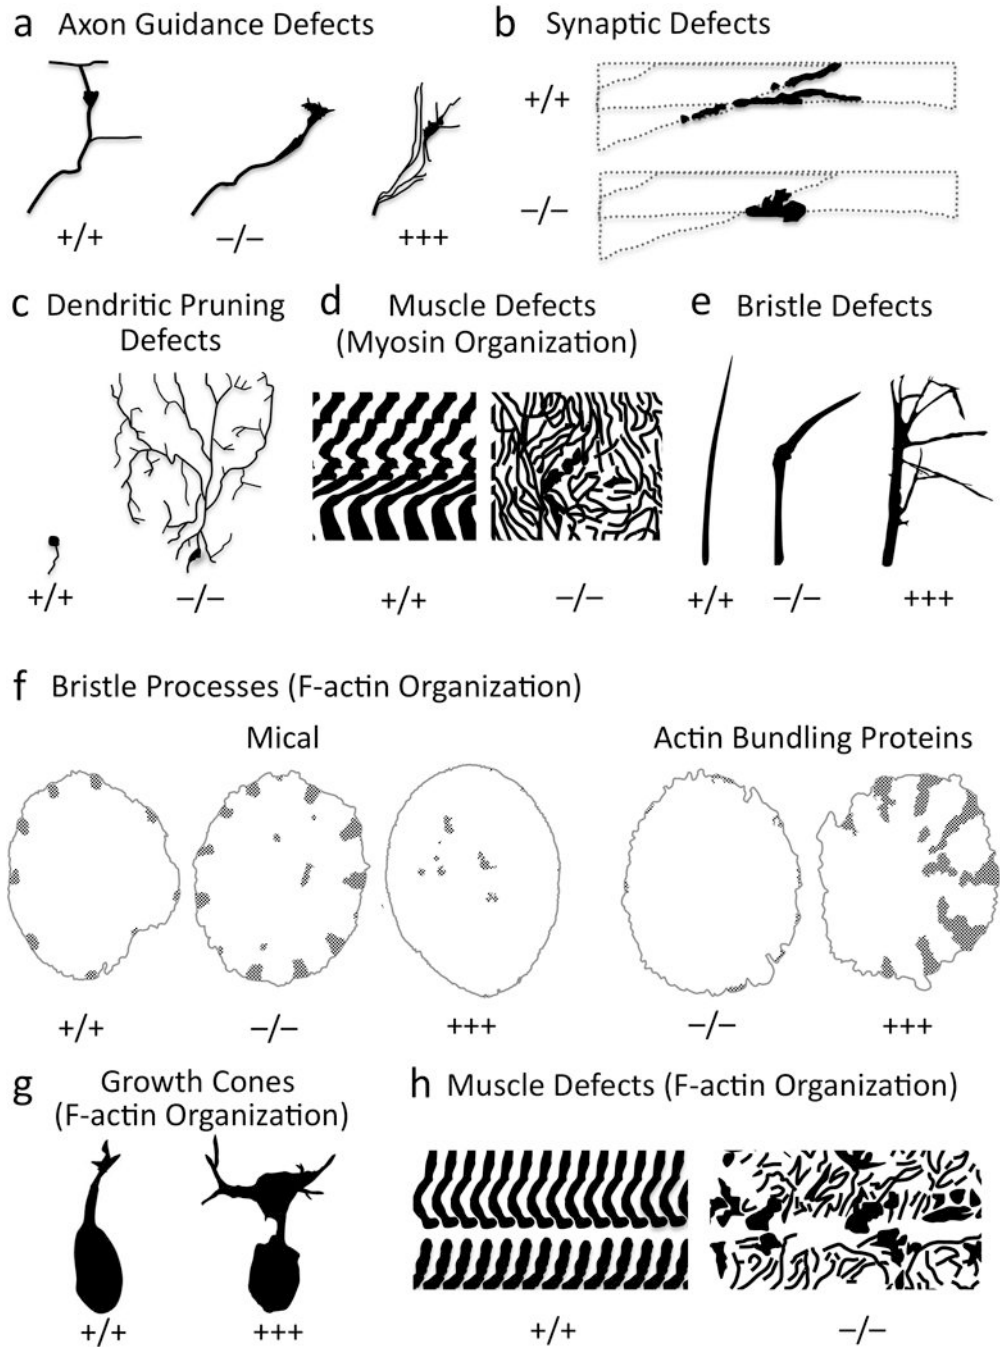 a Axon Guidance Defects
+/+ –/– +++
b Synaptic Defects
+/+
–/–
c Dendritic Pruning
Defects
+/+ –/–
d Muscle Defects
(Myosin Organization)
+/+ –/–
e Bristle Defects
+/+ –/– +++
f Bristle Processes (F-actin Organization)
Mical
Actin Bundling Proteins
+/+ –/– +++ –/– +++
g Growth Cones
(F-actin Organization)
+/+ +++
h Muscle Defects (F-actin Organization)
+/+ –/–